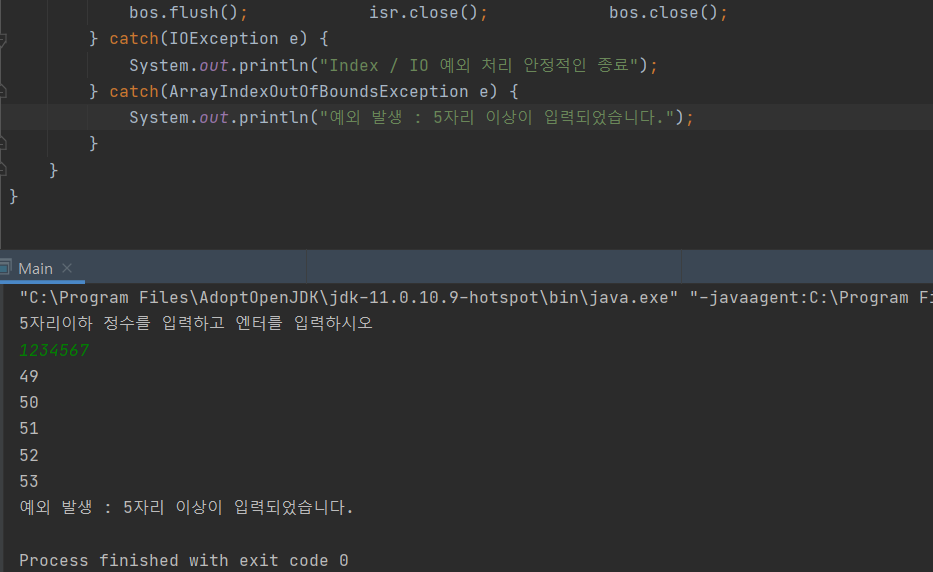 bos.flush();            isr.close();            bos.close();
} catch(IOException e) {
System.out.println("Index / IO 예외 처리 안정적인 종료");
} catch(ArrayIndexOutOfBoundsException e) {
System.out.println("예외 발생 : 5자리 이상이 입력되었습니다.");
}
}
}
Main
"C:\Program Files\AdoptOpenJDK\jdk-11.0.10.9-hotspot\bin\java.exe" "-javaagent:C:\Program
5자리이하 정수를 입력하고 엔터를 입력하시오
1234567
49
50
51
52
53
예외 발생 : 5자리 이상이 입력되었습니다.
Process finished with exit code 0